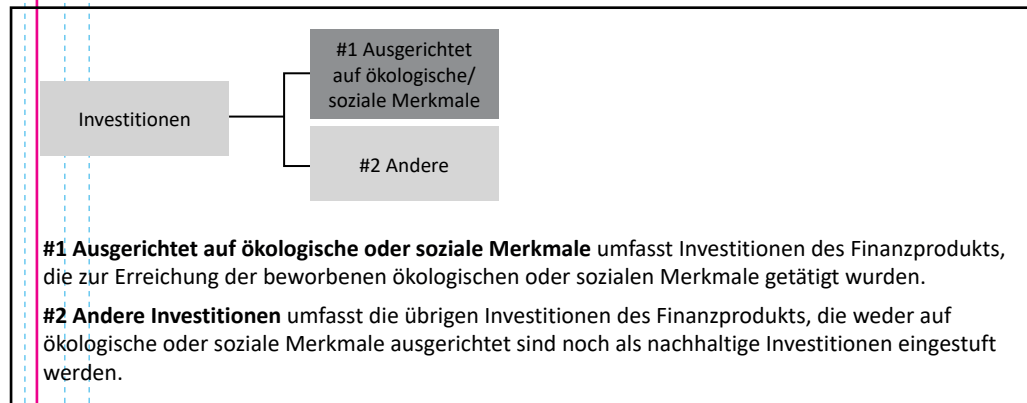 #1 Ausgerichtet
auf ökologische/
soziale Merkmale
Investitionen
#2 Andere
#1 Ausgerichtet auf ökologische oder soziale Merkmale umfasst Investitionen des Finanzprodukts,
die zur Erreichung der beworbenen ökologischen oder sozialen Merkmale getätigt wurden.
#2 Andere Investitionen umfasst die übrigen Investitionen des Finanzprodukts, die weder auf
ökologische oder soziale Merkmale ausgerichtet sind noch als nachhaltige Investitionen eingestuft
werden.